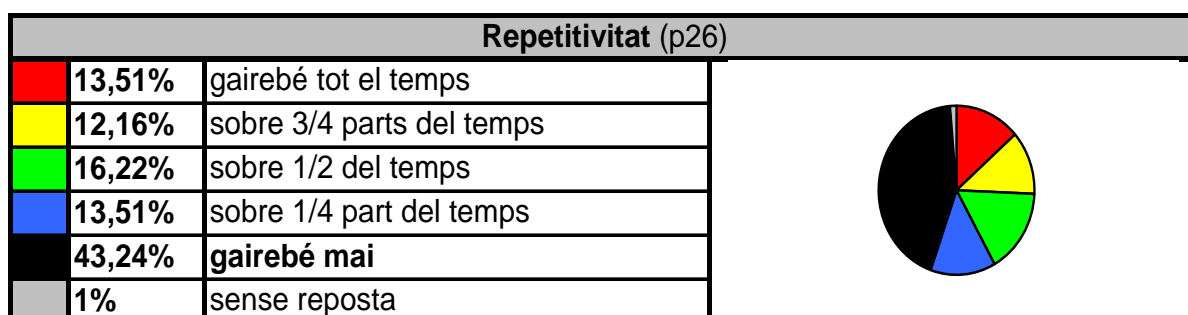 Repetitivitat (p26)
13,51% gairebé tot el temps
12,16% sobre 3/4 parts del temps
16,22% sobre 1/2 del temps
13,51% sobre 1/4 part del temps
43,24% gairebé mai
1% sense reposta